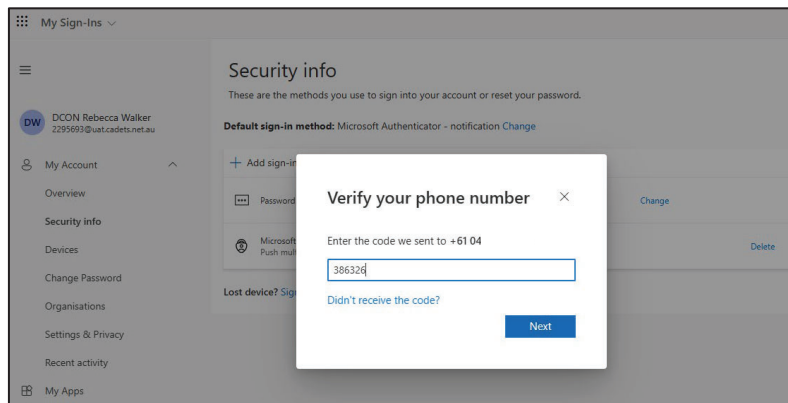 My Sign-Ins
Security info
These are the methods you use to sign into your account or reset your password.
DW
DCON Rebecca Walker
2295693@uat.cadets.net.au
Default sign-in method: Microsoft Authenticator - notification Change
My Account
Overview
Security info
Devices
Change Password
Organisations
Settings & Privacy
Recent activity
My Apps
+ Add sign-in
Password
Change
Microsoft
Push mul
Delete
Lost device? Sig
Verify your phone number
Enter the code we sent to +61 04
386326
Didn't receive the code?
Next